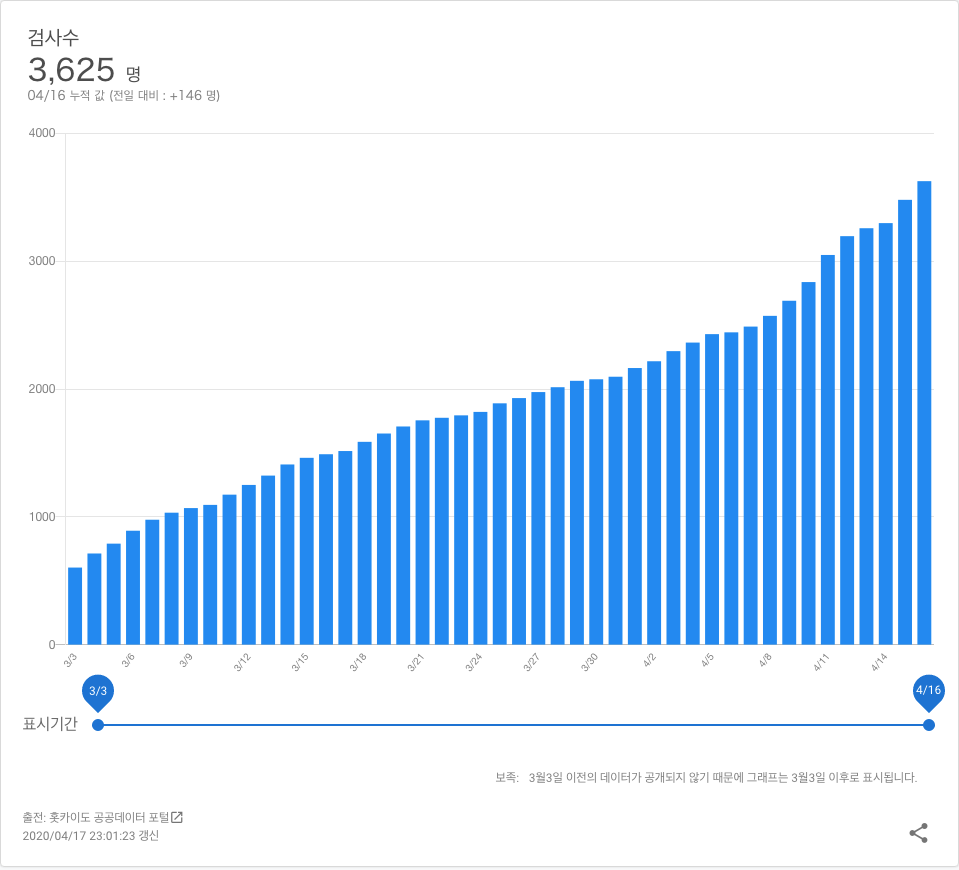 검사수
3,625 명
04/16 누적 값 (전일 대비 : +146 명)
4000
3000
2000
1000
0
3/3 3/6 3/9 3/12 3/15 3/18 3/21 3/24 3/27 3/30 4/2 4/5 4/8 4/11 4/14
3/3 4/16
표시기간
보족: 3월3일 이전의 데이터가 공개되지 않기 때문에 그래프는 3월3일 이후로 표시됩니다.
출전: 홋카이도 공공데이터 포털
2020/04/17 23:01:23 갱신